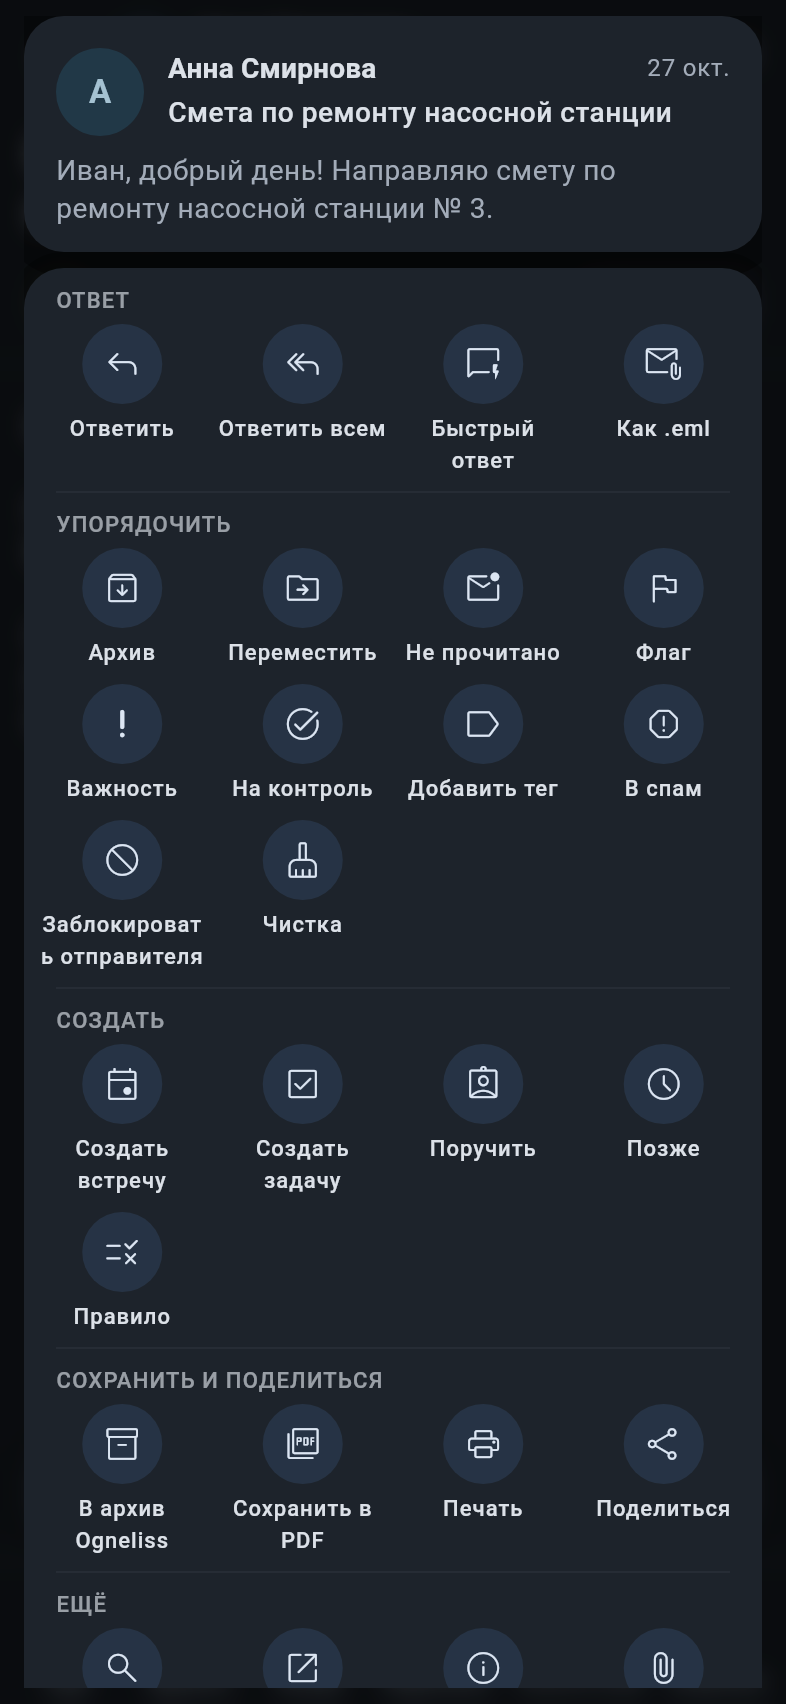 А
Анна Смирнова
27 окт.
Смета по ремонту насосной станции
Иван, добрый день! Направляю смету по
ремонту насосной станции № 3.
ОТВЕТ
Ответить
Ответить всем
Быстрый
ответ
Как .eml
УПОРЯДОЧИТЬ
Архив
Переместить
Не прочитано
Флаг
Важность
На контроль
Добавить тег
В спам
Заблокироват
ь отправителя
Чистка
СОЗДАТЬ
Создать
встречу
Создать
задачу
Поручить
Позже
Правило
СОХРАНИТЬ И ПОДЕЛИТЬСЯ
В архив
Ogneliss
PDF
Сохранить в
PDF
Печать
Поделиться
ЕЩЁ